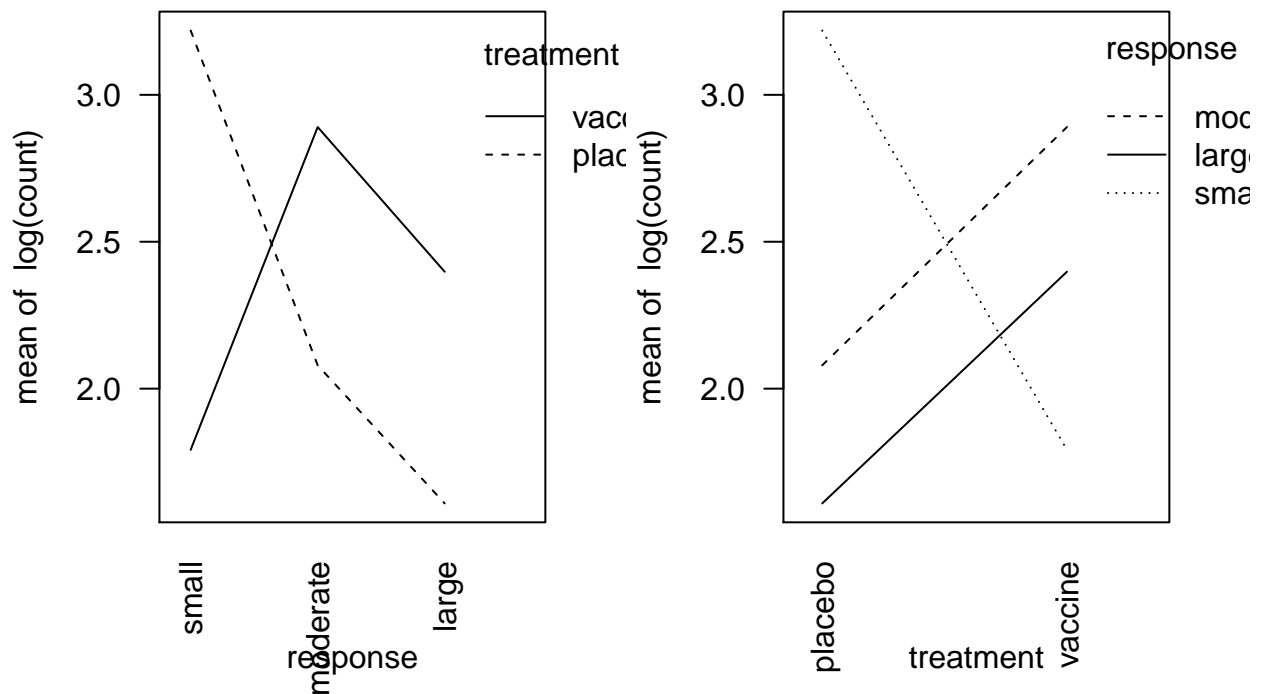 treatment
vacc
plac
3.0
2.5
2.0
mean of log(count)
small
moderate
large
response
response
mod
large
sma
3.0
2.5
2.0
mean of log(count)
placebo
vaccine
treatment